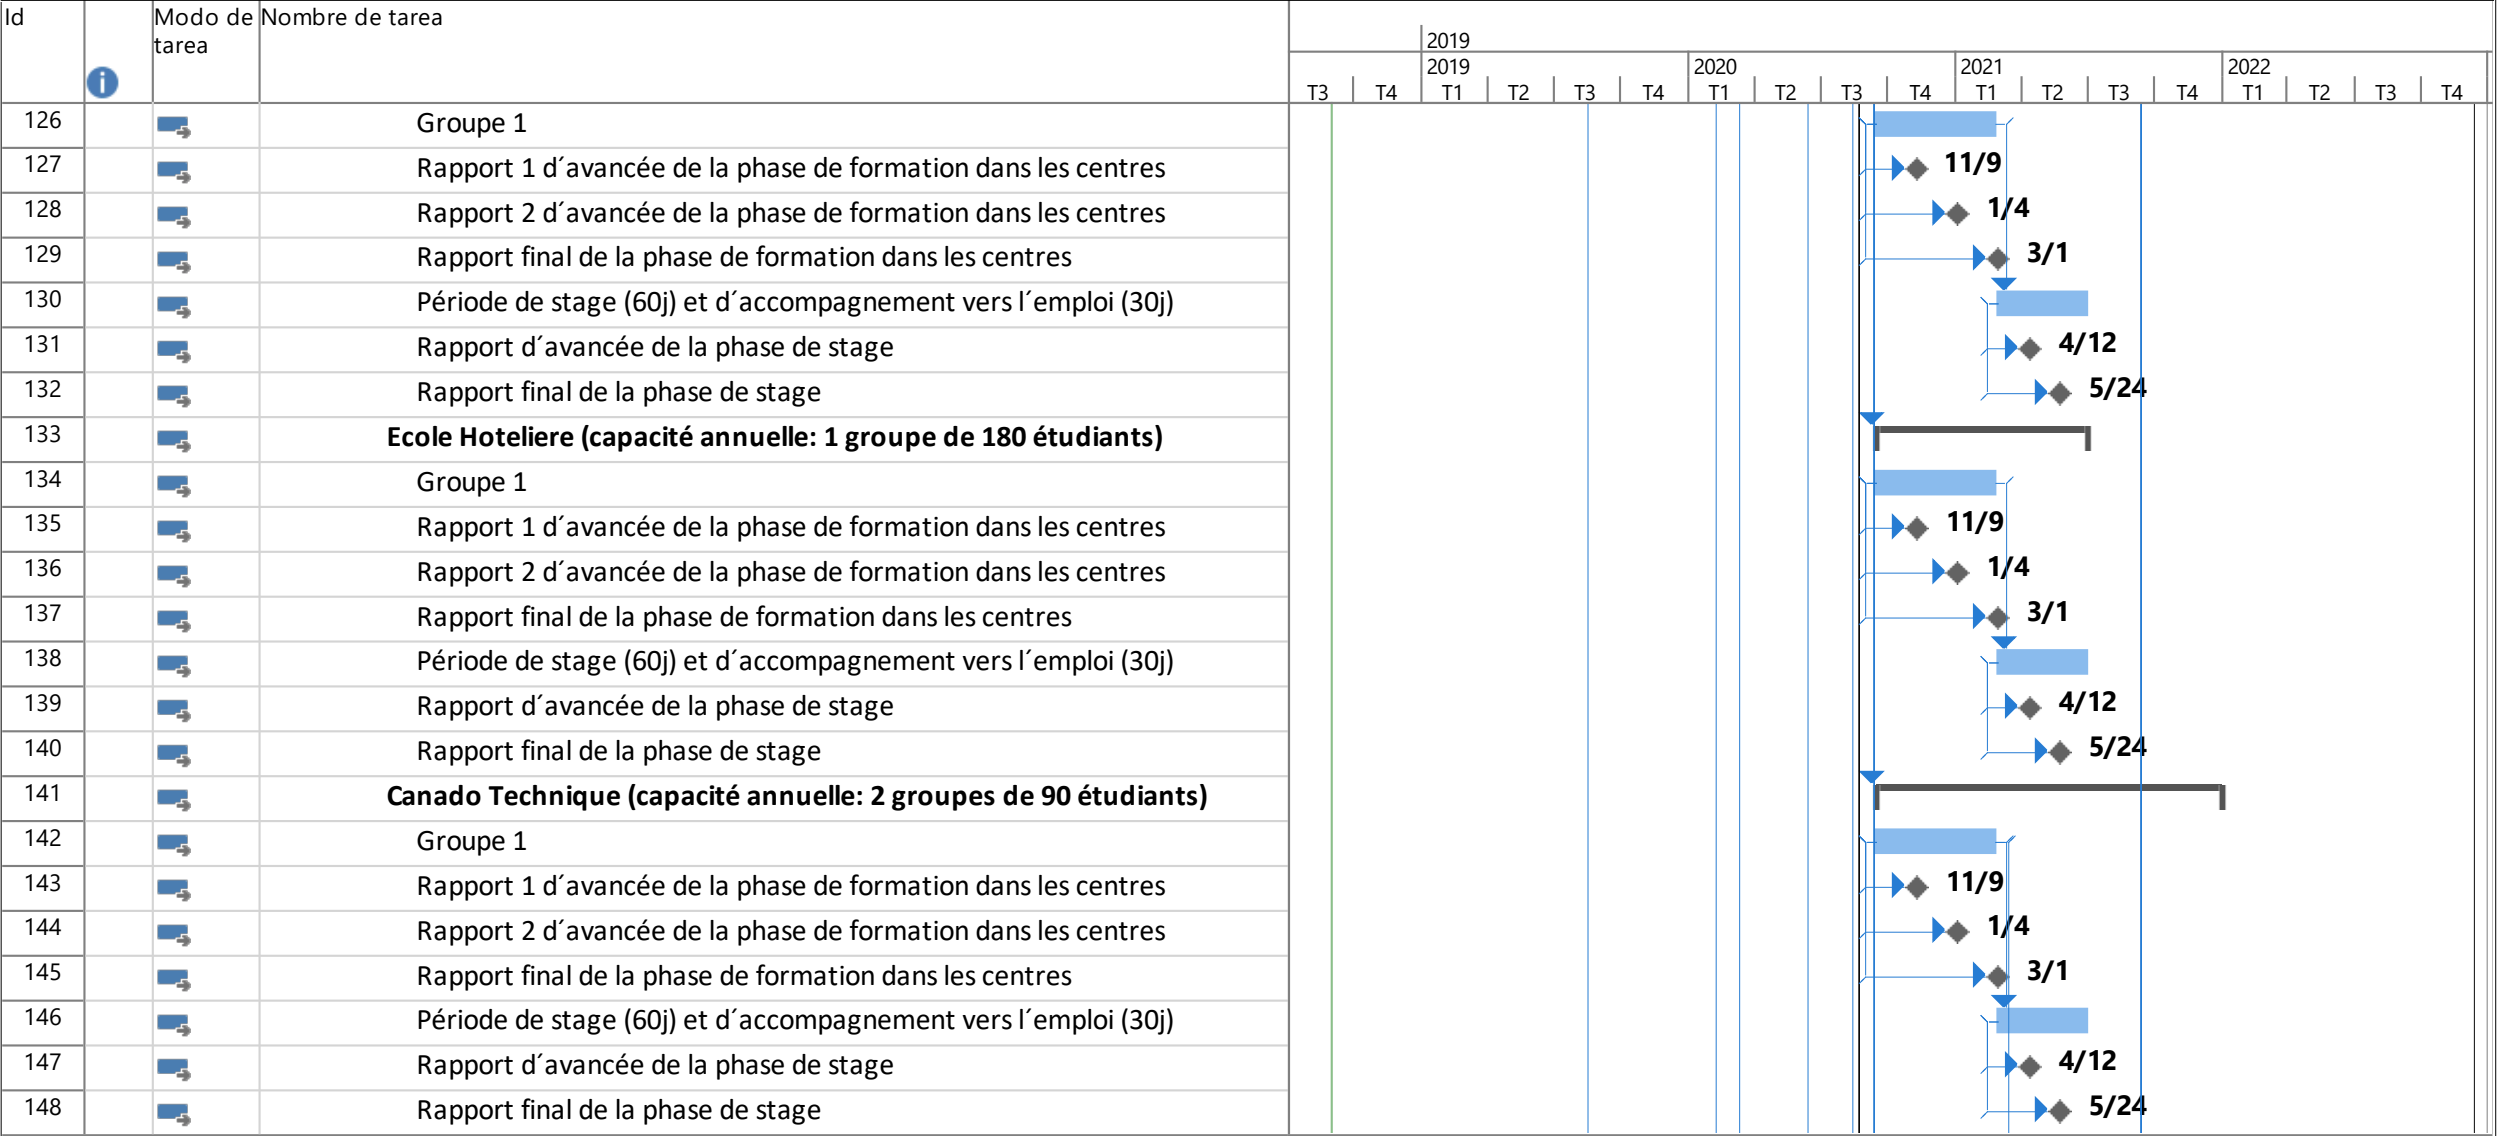 Id
Modo de
tarea
Nombre de tarea
2019
2019 2020 2021 2022
T3 T4 T1 T2 T3 T4 T1 T2 T3 T4 T1 T2 T3 T4 T1 T2 T3 T4
126 Groupe 1
127 Rapport 1 d´avancée de la phase de formation dans les centres 11/9
128 Rapport 2 d´avancée de la phase de formation dans les centres 1/4
129 Rapport final de la phase de formation dans les centres 3/1
130 Période de stage (60j) et d´accompagnement vers l´emploi (30j)
131 Rapport d´avancée de la phase de stage 4/12
132 Rapport final de la phase de stage 5/24
133 Ecole Hoteliere (capacité annuelle: 1 groupe de 180 étudiants)
134 Groupe 1
135 Rapport 1 d´avancée de la phase de formation dans les centres 11/9
136 Rapport 2 d´avancée de la phase de formation dans les centres 1/4
137 Rapport final de la phase de formation dans les centres 3/1
138 Période de stage (60j) et d´accompagnement vers l´emploi (30j)
139 Rapport d´avancée de la phase de stage 4/12
140 Rapport final de la phase de stage 5/24
141 Canado Technique (capacité annuelle: 2 groupes de 90 étudiants)
142 Groupe 1
143 Rapport 1 d´avancée de la phase de formation dans les centres 11/9
144 Rapport 2 d´avancée de la phase de formation dans les centres 1/4
145 Rapport final de la phase de formation dans les centres 3/1
146 Période de stage (60j) et d´accompagnement vers l´emploi (30j)
147 Rapport d´avancée de la phase de stage 4/12
148 Rapport final de la phase de stage 5/24